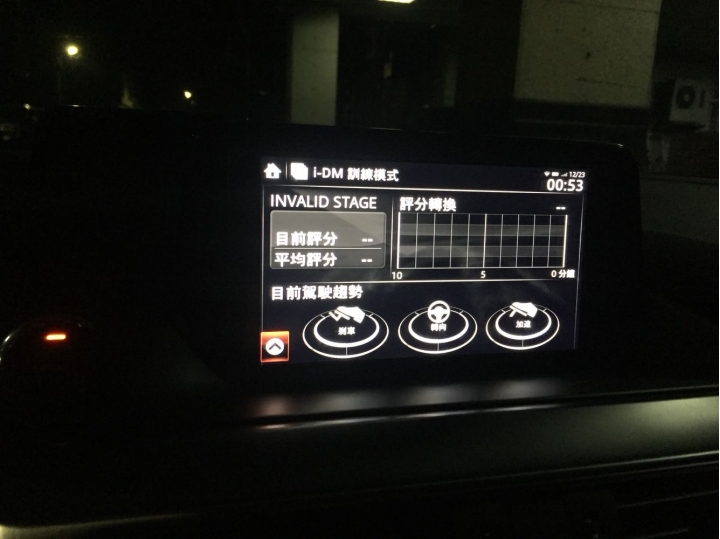 i-DM 訓練模式
12/23
00:53
INVALID STAGE
評分轉換 --
目前評分 --
平均評分 --
10 5 0 分鐘
目前駕駛趨勢
剎車 轉向 加速